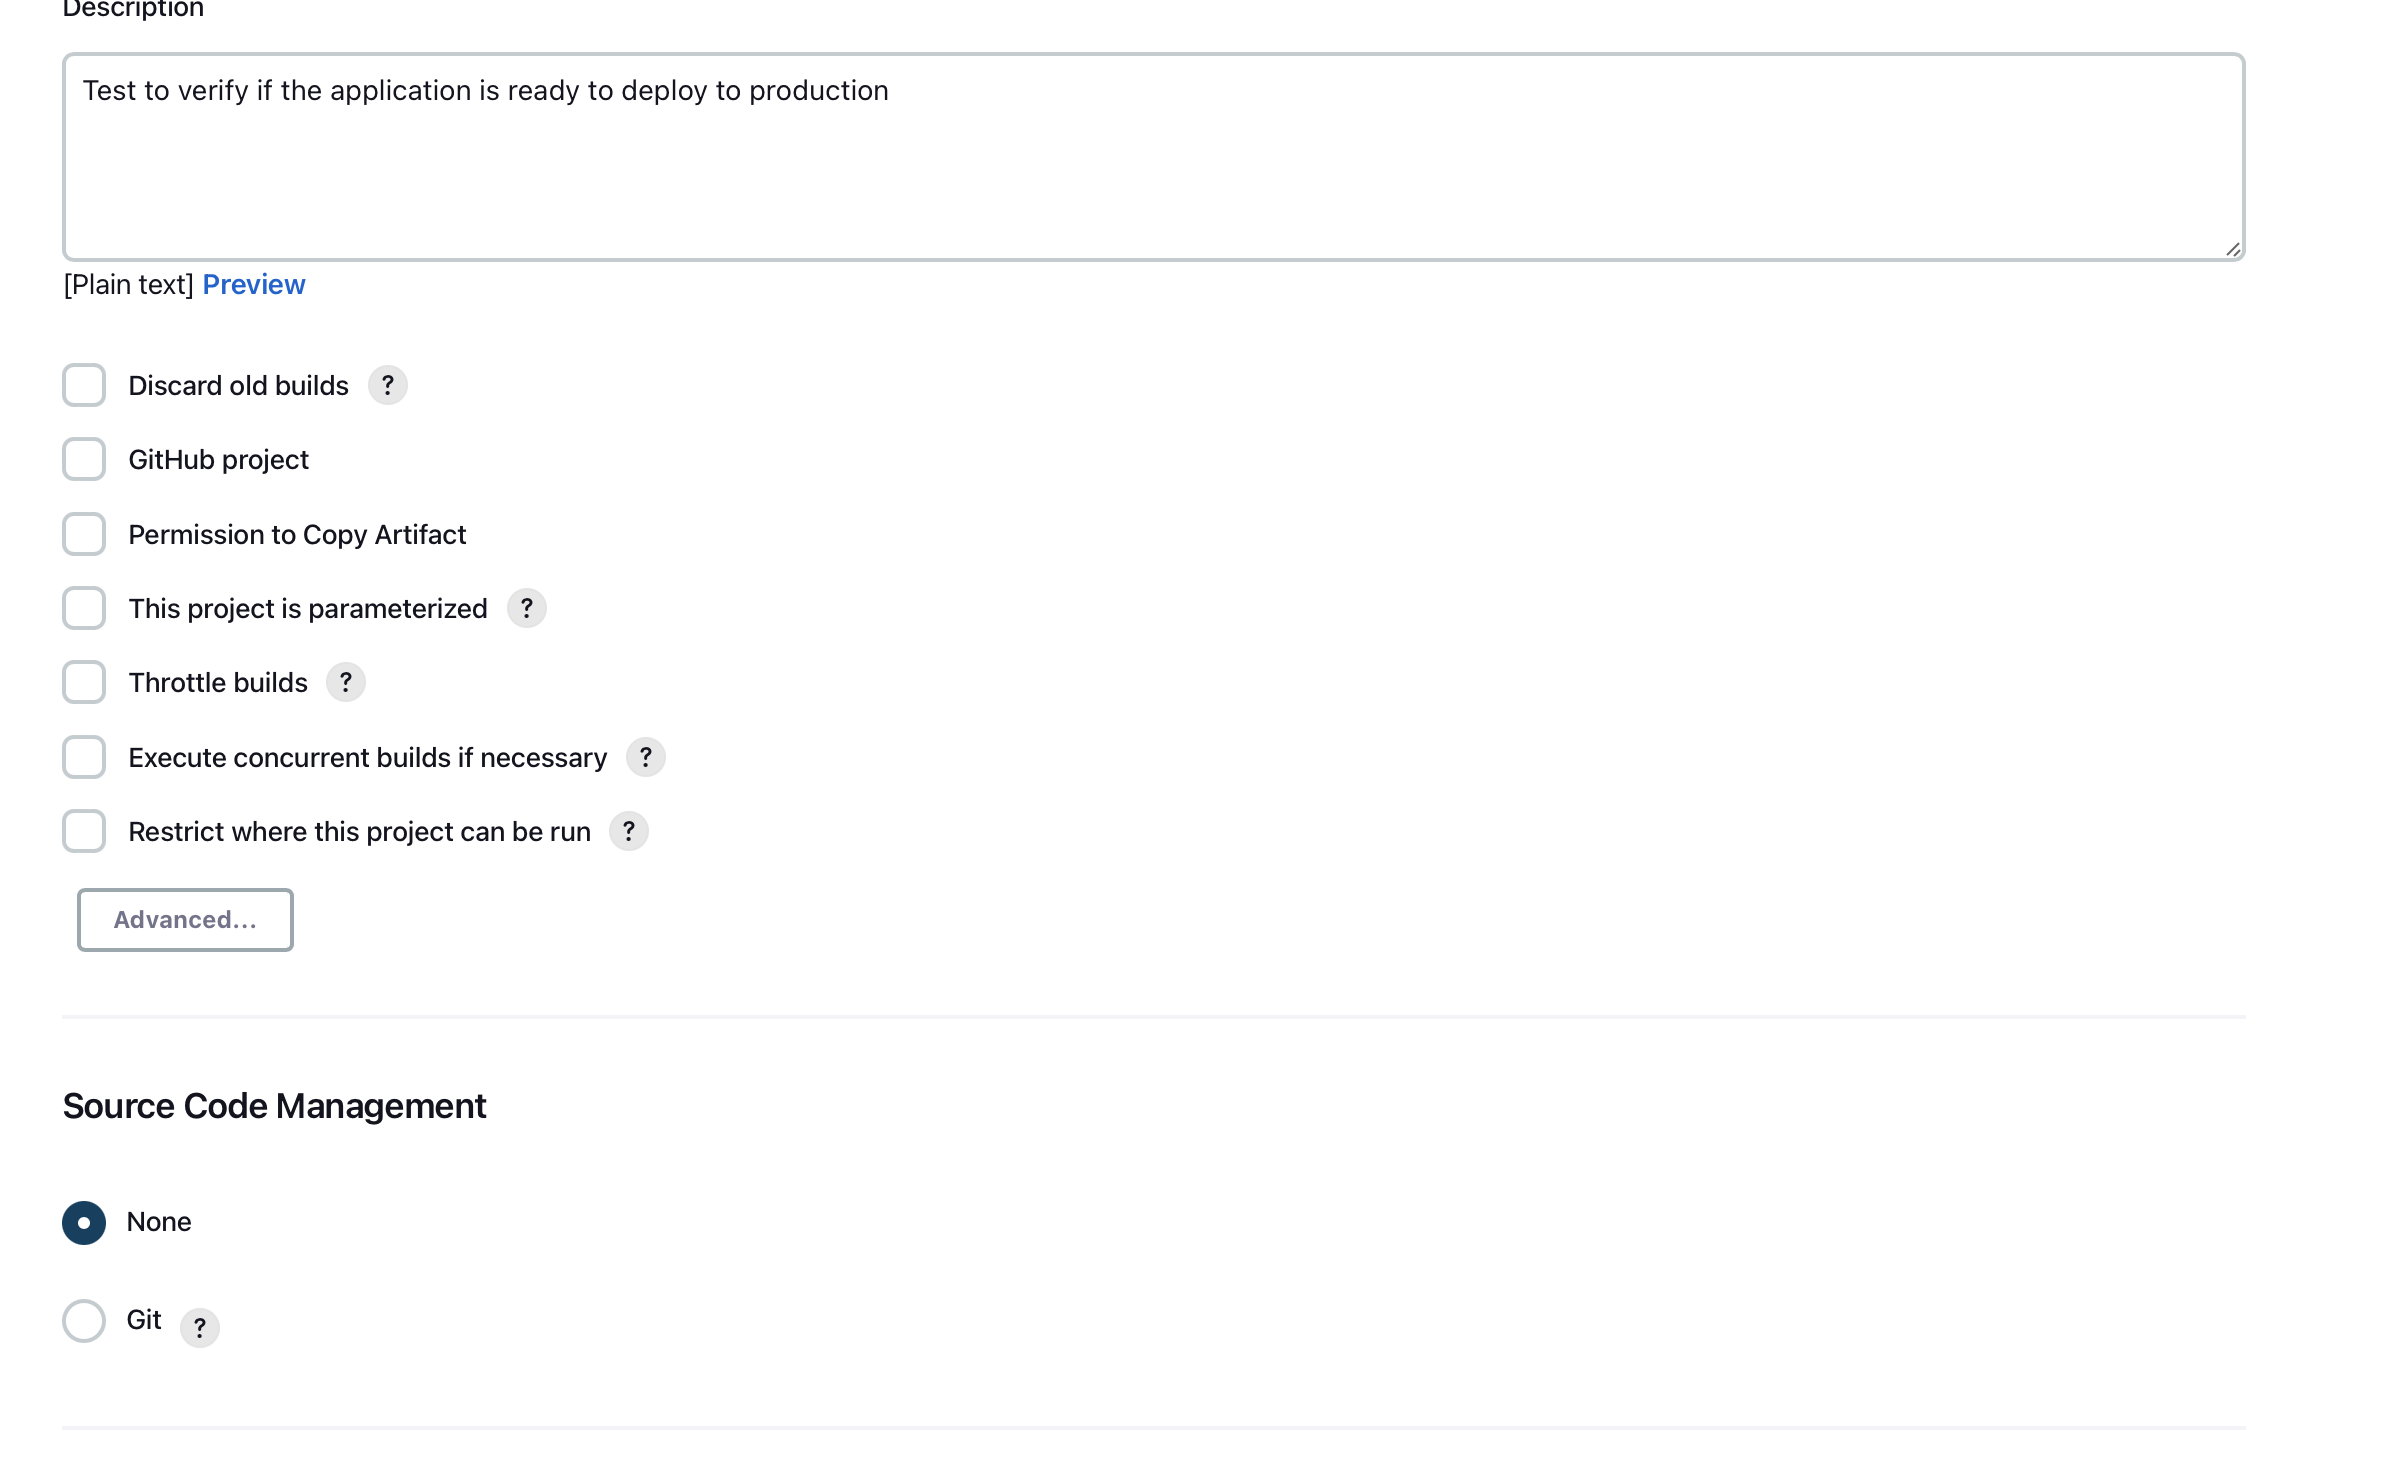 Description
Test to verify if the application is ready to deploy to production
[Plain text] Preview
Discard old builds ?
GitHub project
Permission to Copy Artifact
This project is parameterized ?
Throttle builds ?
Execute concurrent builds if necessary ?
Restrict where this project can be run ?
Advanced...
Source Code Management
None
Git ?